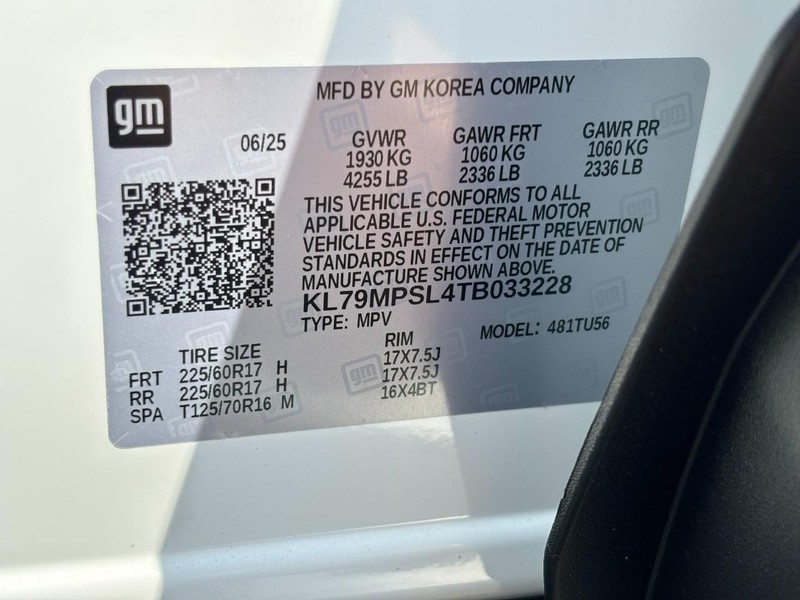 gm
MFD BY GM KOREA COMPANY
06/25
GVWR GAWR FRT GAWR RR
1930 KG 1060 KG 1060 KG
4255 LB 2336 LB 2336 LB
THIS VEHICLE CONFORMS TO ALL
APPLICABLE U.S. FEDERAL MOTOR
VEHICLE SAFETY AND THEFT PREVENTION
STANDARDS IN EFFECT ON THE DATE OF
MANUFACTURE SHOWN ABOVE.
KL79MPSL4TB033228
TYPE: MPV MODEL: 481TU56
TIRE SIZE RIM
FRT 225/60R17 H 17X7.5J
RR 225/60R17 H 17X7.5J
SPA T125/70R16 M 16X4BT